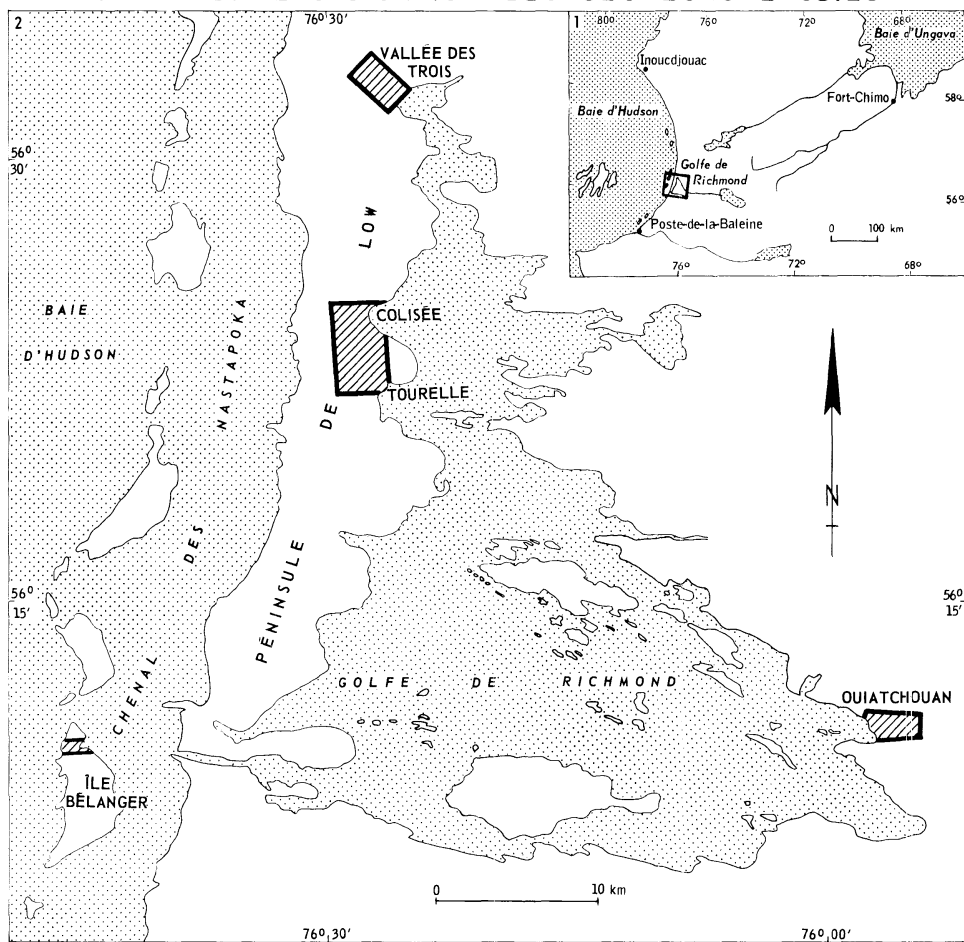 2
76° 30'
1
80°
76°
72°
68°
Baie d'Ungava
Inoucdjouac
Fort-Chimo
58°
Baie d'Hudson
Golfe de
Richmond
56°
Poste-de-la-Baleine
0 100 km
76°
72°
68°
VALLÉE DES
TROIS
56°
30'
LOW
COLISÉE
BAIE
D'HUDSON
NASTAPOKA
TOURELLE
DE
N
DES
56°
15'
56°
15'
PÉNINSULE
GOLFE DE RICHMOND
OUIATCHOUAN
CHENAL
ÎLE
BÉLANGER
0 10 km
76° 30'
76° 00'